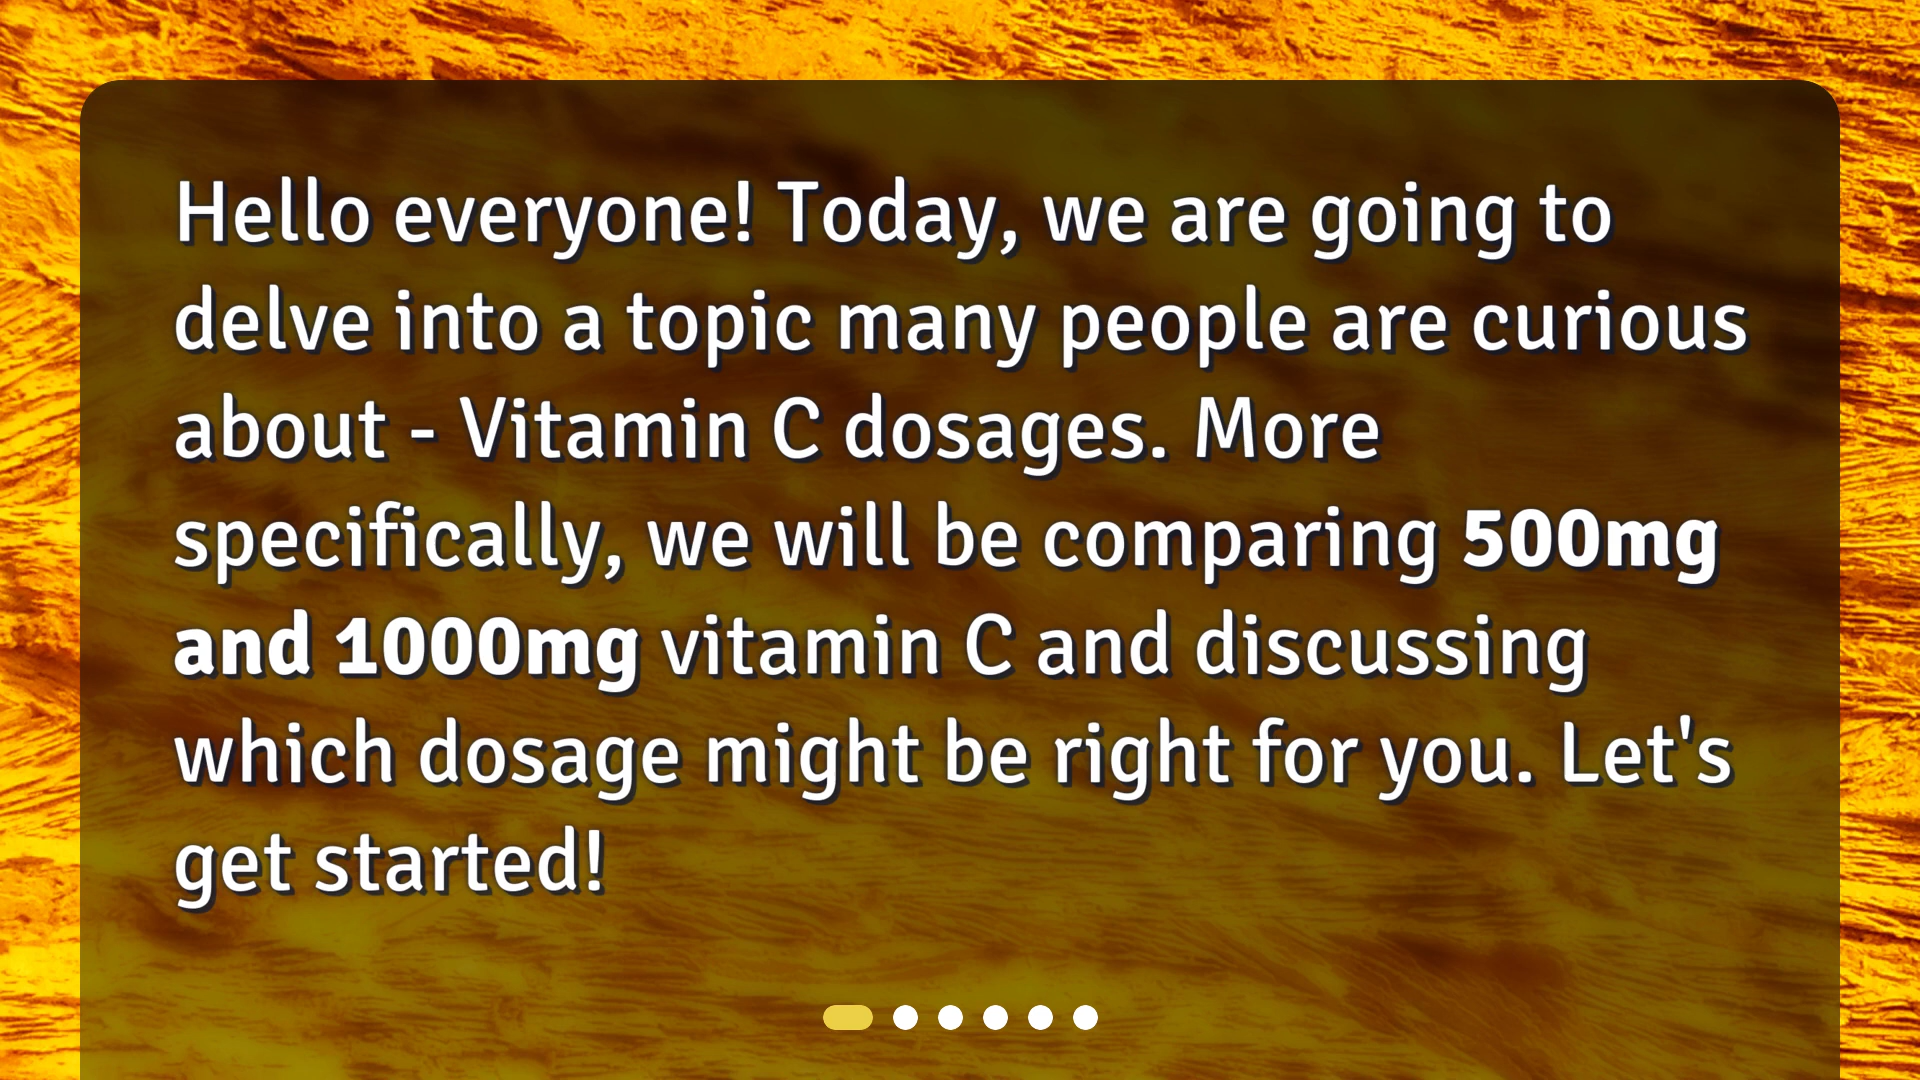 Hello everyone! Today, we are going to
delve into a topic many people are curious
about - Vitamin C dosages. More
specifically, we will be comparing 500mg
and 1000mg vitamin C and discussing
which dosage might be right for you. Let's
get started!